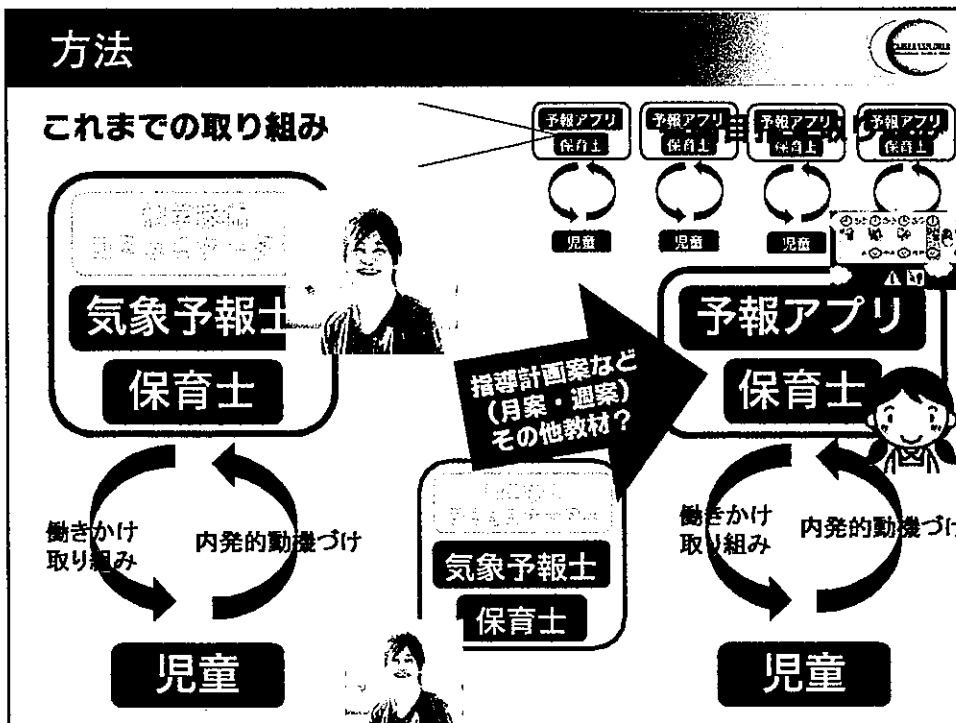 方法
これまでの取り組み
予報アプリ
保育士
児童
予報アプリ
保育士
児童
予報アプリ
保育士
児童
予報アプリ
保育士
児童
気象予報士
保育士
働きかけ
取り組み
内発的動機づけ
児童
指導計画案など
(月案・週案)
その他教材?
気象予報士
保育士
予報アプリ
保育士
働きかけ
取り組み
内発的動機づけ
児童